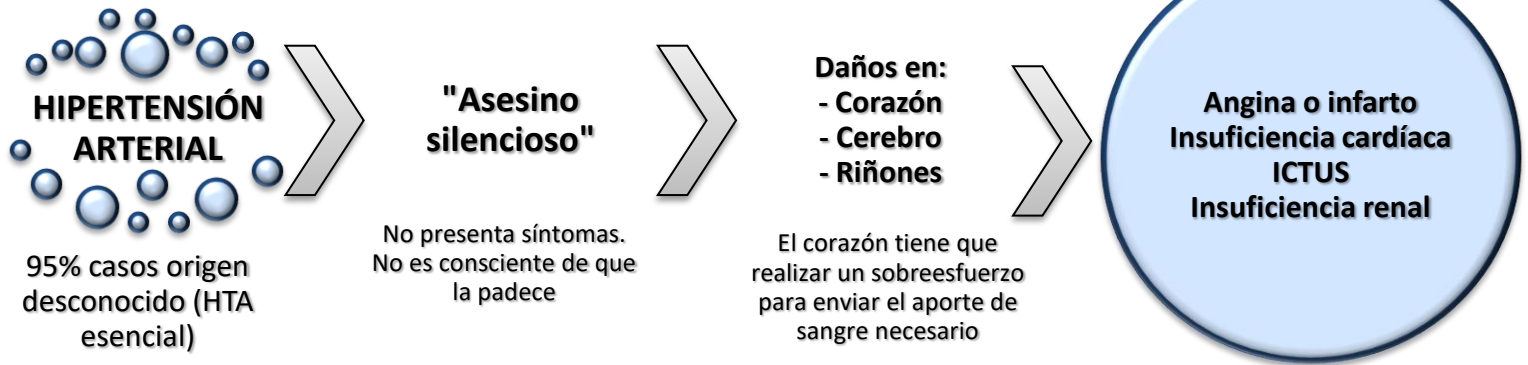 HIPERTENSIÓN
ARTERIAL
95% casos origen
desconocido (HTA
esencial)
"Asesino
silencioso"
No presenta síntomas.
No es consciente de que
la padece
Daños en:
- Corazón
- Cerebro
- Riñones
El corazón tiene que
realizar un sobreesfuerzo
para enviar el aporte de
sangre necesario
Angina o infarto
Insuficiencia cardíaca
ICTUS
Insuficiencia renal